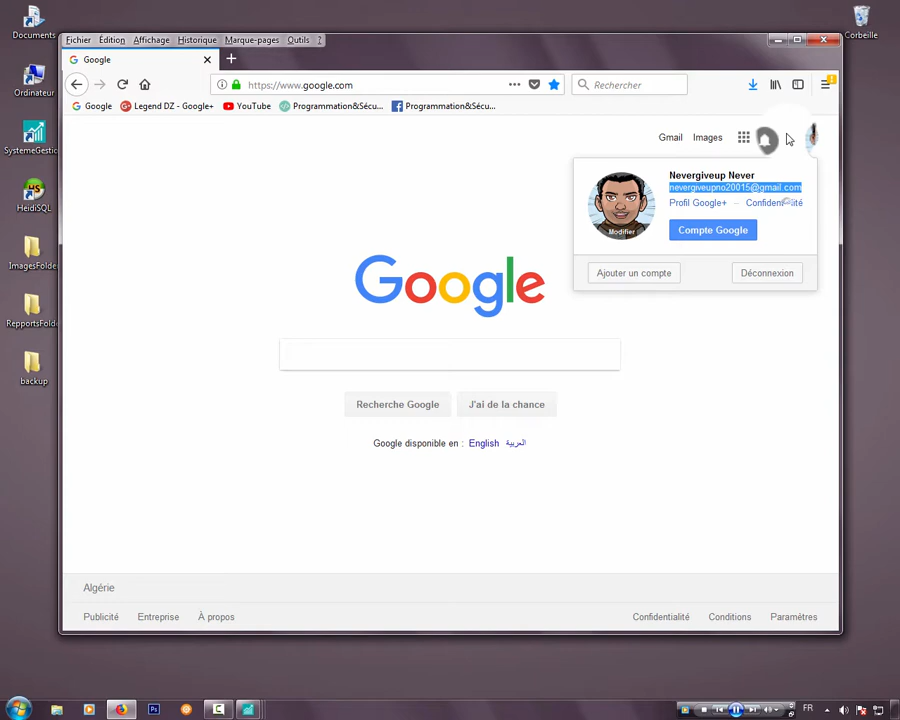 Documents
Corbeille
Ordinateur
HeidiSQL
backup
Fichier Édition Affichage Historique Marque-pages Outils ?
Google
https://www.google.com
Rechercher
Google
Legend DZ - Google+
YouTube
Programmation&Sécu...
Programmation&Sécu...
Gmail Images
Nevergiveup Never
nevergiveupno20015@gmail.com
Profil Google+ – Confidentialité
Modifier
Compte Google
Ajouter un compte
Déconnexion
Google
Recherche Google
J'ai de la chance
Google disponible en : English العربية
Algérie
Publicité Entreprise À propos
Confidentialité Conditions Paramètres
Ps
FR